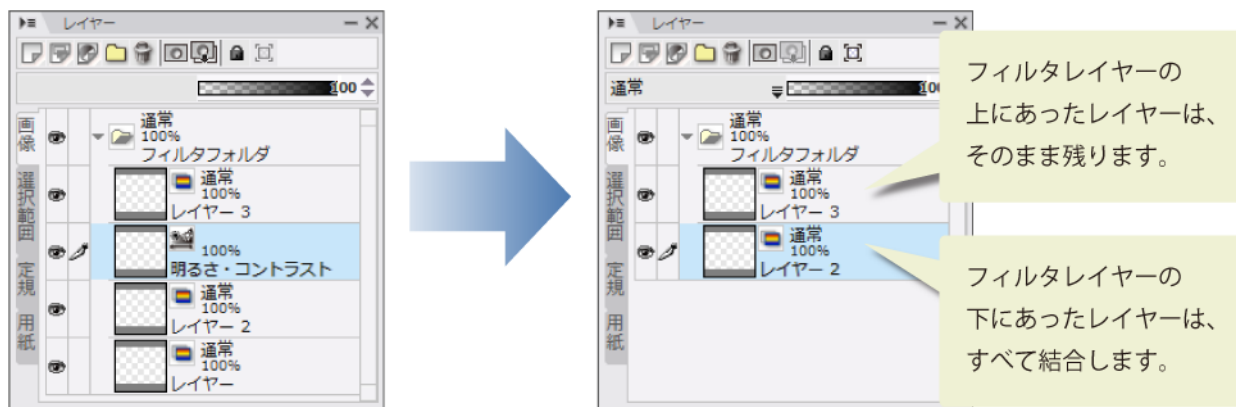 レイヤー
100
画像
選択範囲
定規
用紙
通常
100%
フィルタフォルダ
通常
100%
レイヤー 3
100%
明るさ・コントラスト
通常
100%
レイヤー 2
通常
100%
レイヤー
レイヤー
通常
画像
選択範囲
定規
用紙
通常
100%
フィルタフォルダ
通常
100%
レイヤー 3
通常
100%
レイヤー 2
フィルタレイヤーの
上にあったレイヤーは、
そのまま残ります。
フィルタレイヤーの
下にあったレイヤーは、
すべて結合します。